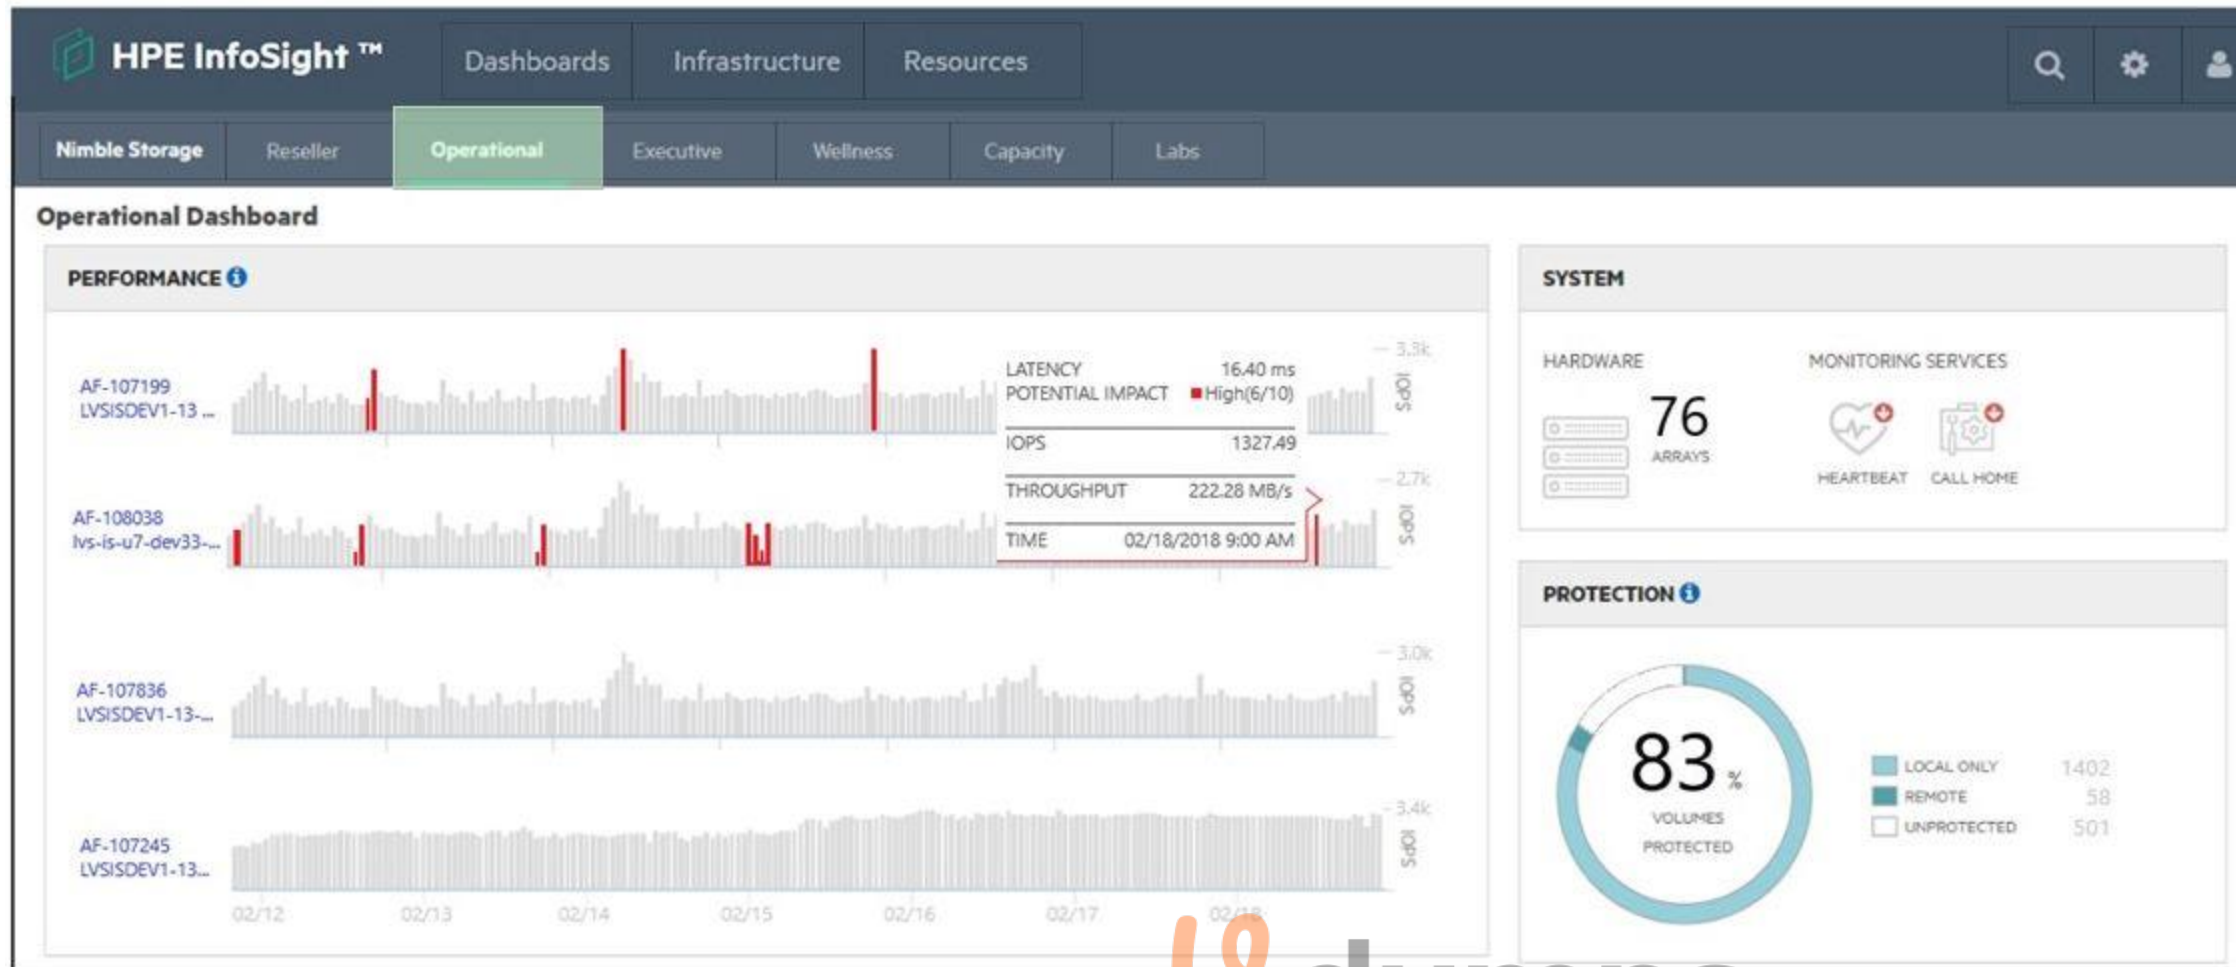 HPE InfoSight ™
Dashboards
Infrastructure
Resources
Nimble Storage
Reseller
Operational
Executive
Wellness
Capacity
Labs
Operational Dashboard
PERFORMANCE
AF-107199
LVSISDEV1-13 ...
3.3k
IOPS
LATENCY 16.40 ms
POTENTIAL IMPACT High(6/10)
IOPS 1327.49
THROUGHPUT 222.28 MB/s
TIME 02/18/2018 9:00 AM
AF-108038
lvs-is-u7-dev33-...
2.7k
IOPS
AF-107836
LVSISDEV1-13-...
3.0k
IOPS
AF-107245
LVSISDEV1-13...
3.4k
IOPS
02/12 02/13 02/14 02/15 02/16 02/17 02/18
SYSTEM
HARDWARE
76
ARRAYS
MONITORING SERVICES
HEARTBEAT
CALL HOME
PROTECTION
83 %
VOLUMES
PROTECTED
LOCAL ONLY 1402
REMOTE 58
UNPROTECTED 501